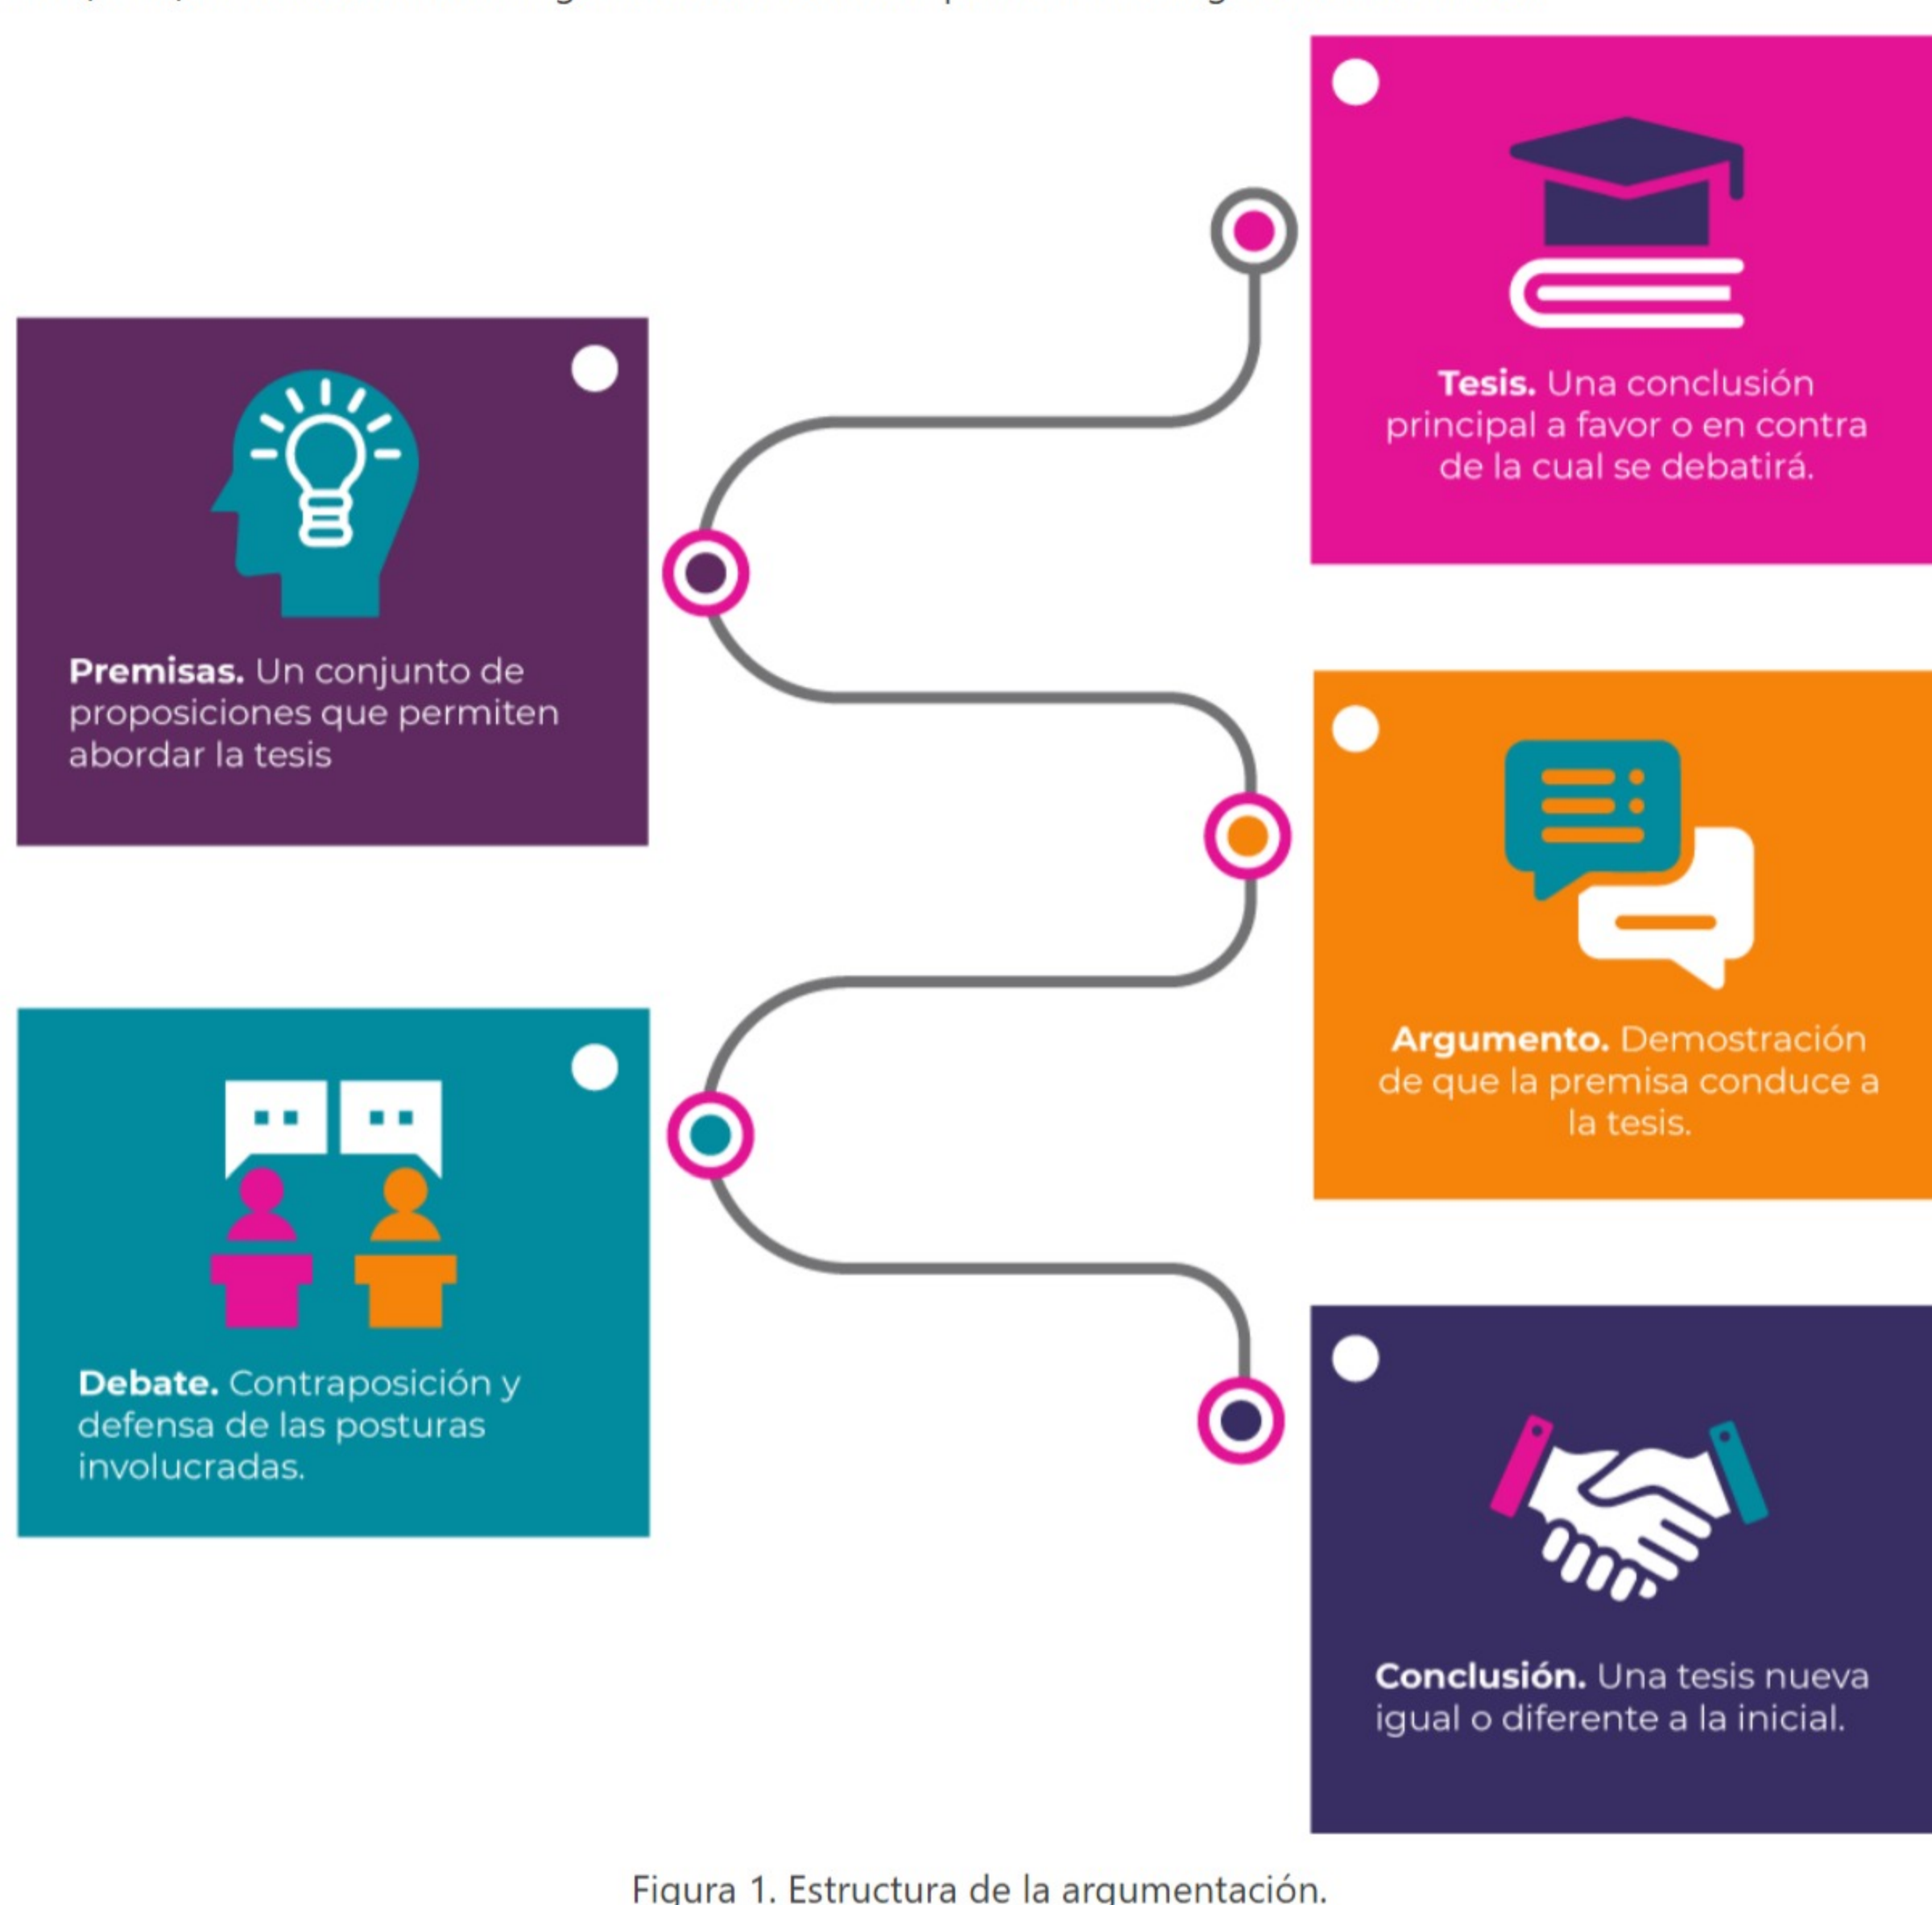 Tesis. Una conclusión
principal a favor o en contra
de la cual se debatirá.
Premisas. Un conjunto de
proposiciones que permiten
abordar la tesis
Argumento. Demostración
de que la premisa conduce a
la tesis.
Debate. Contraposición y
defensa de las posturas
involucradas.
Conclusión. Una tesis nueva
igual o diferente a la inicial.
Figura 1. Estructura de la argumentación.